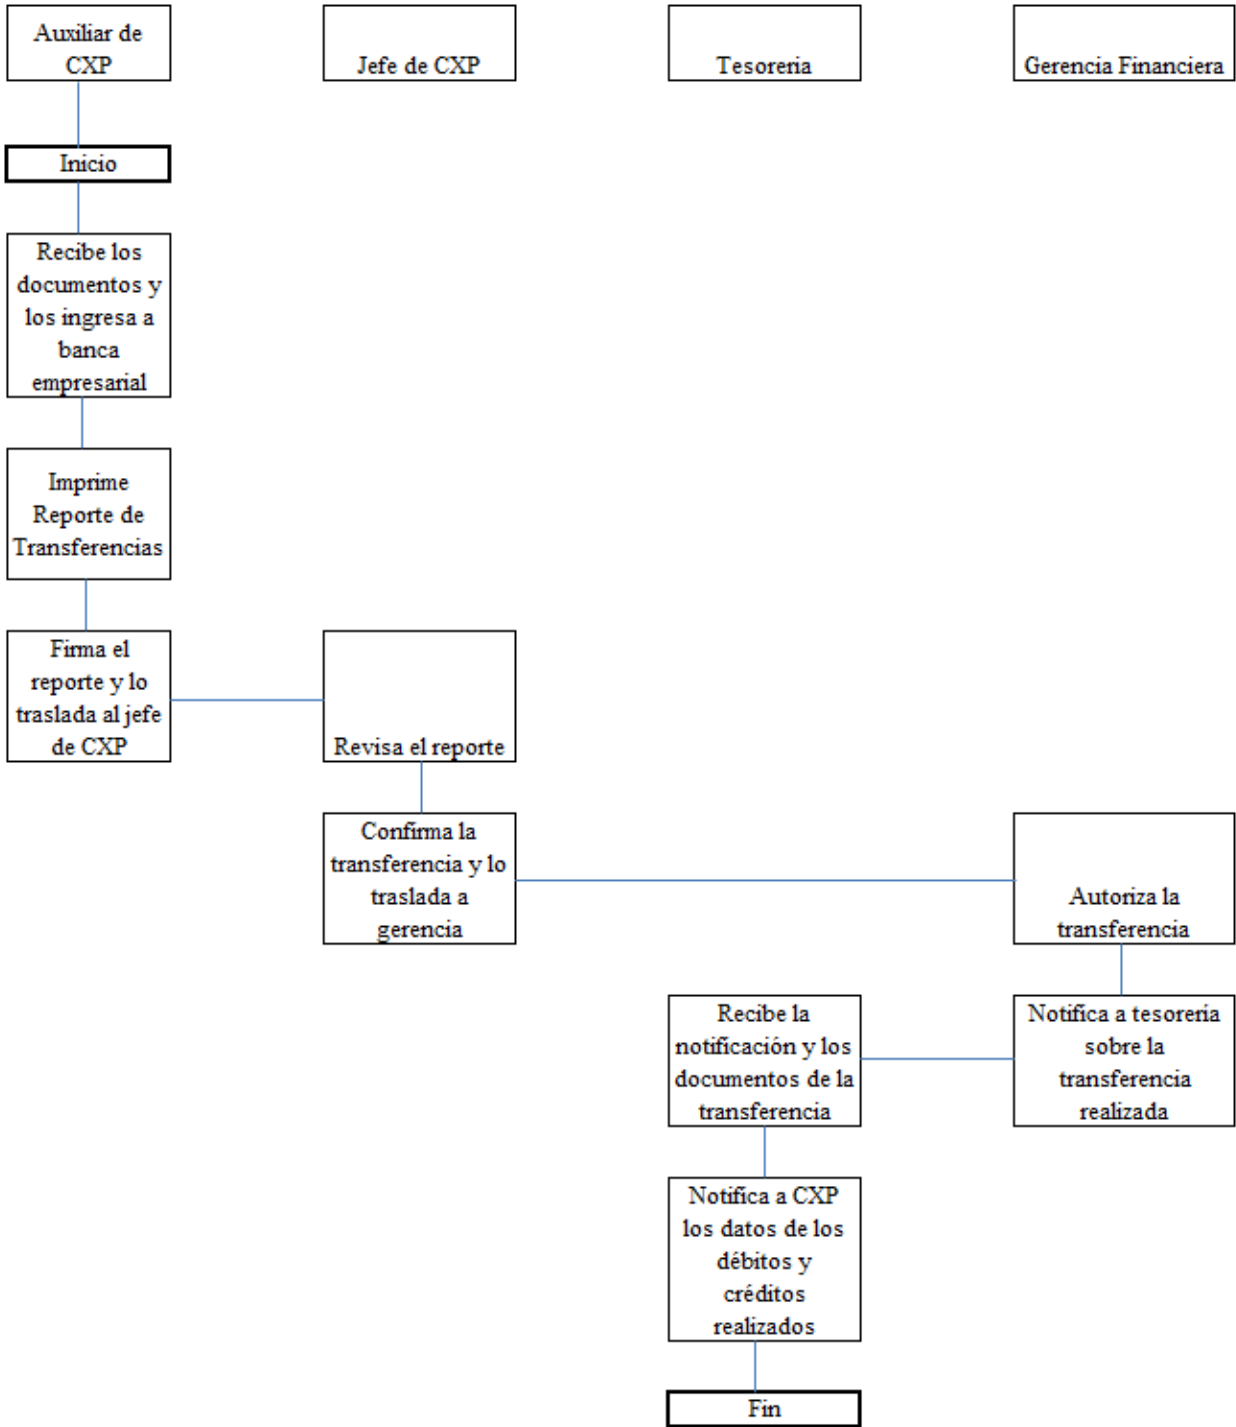 Auxiliar de
CXP
Jefe de CXP
Tesoreria
Gerencia Financiera
Inicio
Recibe los
documentos y
los ingresa a
banca
empresarial
Imprime
Reporte de
Transferencias
Firma el
reporte y lo
traslada al jefe
de CXP
Revisa el reporte
Confirma la
transferencia y lo
traslada a
gerencia
Autoriza la
transferencia
Notifica a tesorería
sobre la
transferencia
realizada
Recibe la
notificación y los
documentos de la
transferencia
Notifica a CXP
los datos de los
débitos y
créditos
realizados
Fin